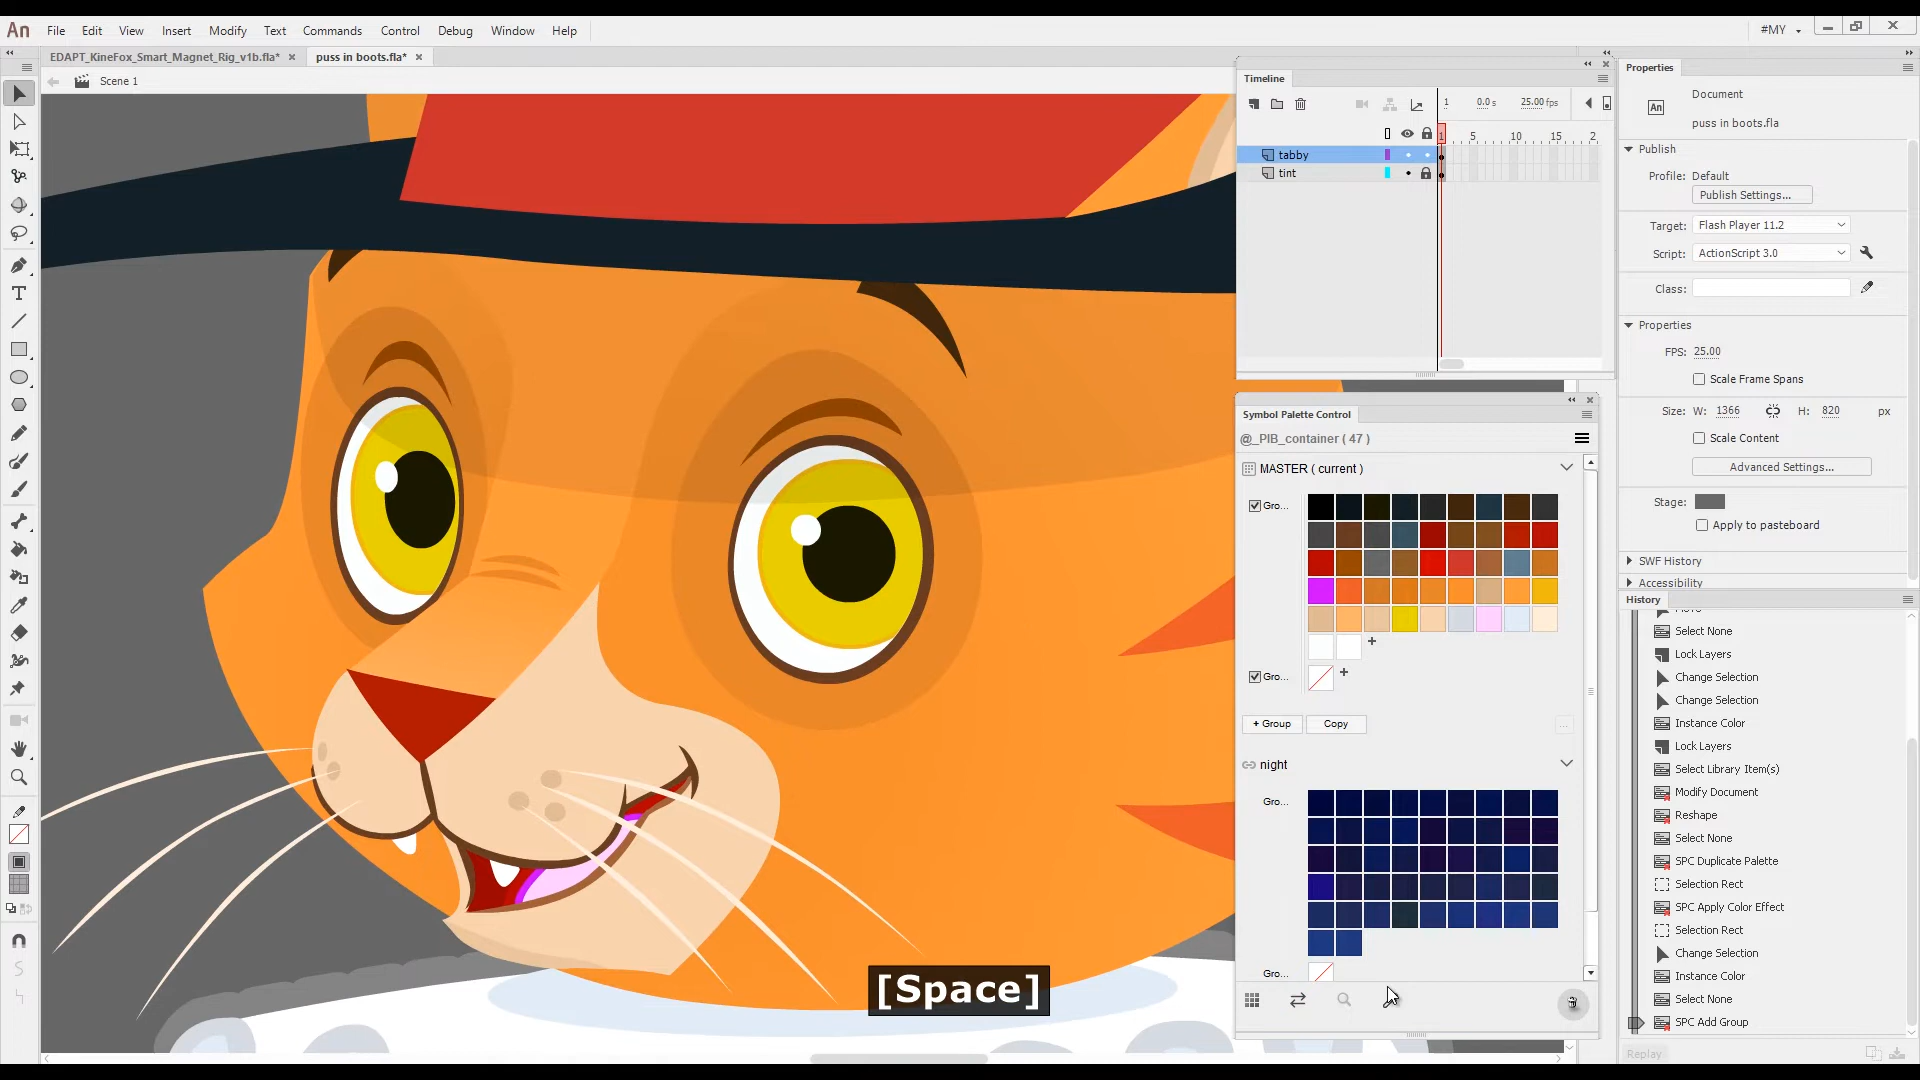 An File Edit View Insert Modify Text Commands Control Debug Window Help #MY
EDAPT_KineFox_Smart_Magnet_Rig_v1b.fla*
puss in boots.fla*
Scene 1
Timeline
1 0.0 s 25.00 fps
1 5 10 15 2
tabby
tint
Symbol Palette Control
@_PIB_container ( 47 )
MASTER ( current )
Gro...
Gro...
+ Group Copy ...
night
Gro...
Gro...
[Space]
Properties
Document
An
puss in boots.fla
Publish
Profile: Default
Publish Settings...
Target: Flash Player 11.2
Script: ActionScript 3.0
Class:
Properties
FPS: 25.00
Scale Frame Spans
Size: W: 1366 H: 820 px
Scale Content
Advanced Settings...
Stage:
Apply to pasteboard
SWF History
Accessibility
History
Select None
Lock Layers
Change Selection
Change Selection
Instance Color
Lock Layers
Select Library Item(s)
Modify Document
Reshape
Select None
SPC Duplicate Palette
Selection Rect
SPC Apply Color Effect
Selection Rect
Change Selection
Instance Color
Select None
SPC Add Group
Replay